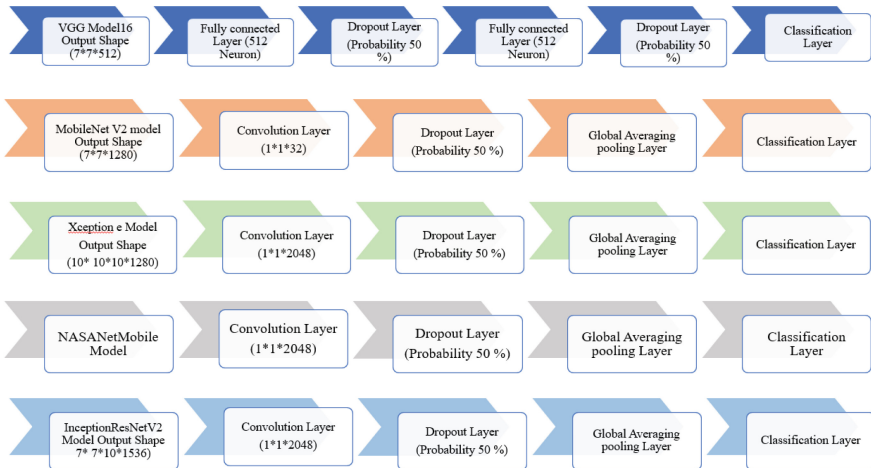 VGG Model16
Output Shape
(7*7*512)
Fully connected
Layer (512
Neuron)
Dropout Layer
(Probability 50
%)
Fully connected
Layer (512
Neuron)
Dropout Layer
(Probability 50
%)
Classification
Layer
MobileNet V2 model
Output Shape
(7*7*1280)
Convolution Layer
(1*1*32)
Dropout Layer
(Probability 50 %)
Global Averaging
pooling Layer
Classification Layer
Xception e Model
Output Shape
(10* 10*10*1280)
Convolution Layer
(1*1*2048)
Dropout Layer
(Probability 50 %)
Global Averaging
pooling Layer
Classification Layer
NASANetMobile
Model
Convolution Layer
(1*1*2048)
Dropout Layer
(Probability 50 %)
Global Averaging
pooling Layer
Classification
Layer
InceptionResNetV2
Model Output Shape
7* 7*10*1536)
Convolution Layer
(1*1*2048)
Dropout Layer
(Probability 50 %)
Global Averaging
pooling Layer
Classification Layer